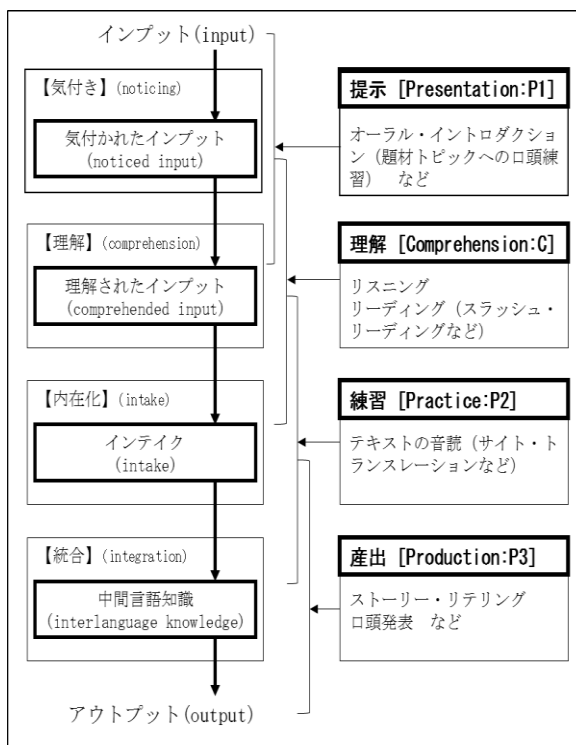 インプット(input)
【気付き】(noticing)
気付かれたインプット
(noticed input)
【理解】(comprehension)
理解されたインプット
(comprehended input)
【内在化】(intake)
インテイク
(intake)
【統合】(integration)
中間言語知識
(interlanguage knowledge)
アウトプット(output)
提示 [Presentation:P1]
オーラル・イントロダクショ
ン（題材トピックへの口頭練
習）　など
理解 [Comprehension:C]
リスニング
リーディング（スラッシュ・
リーディングなど）
練習 [Practice:P2]
テキストの音読（サイト・ト
ランスレーションなど）
産出 [Production:P3]
ストーリー・リテリング
口頭発表　など